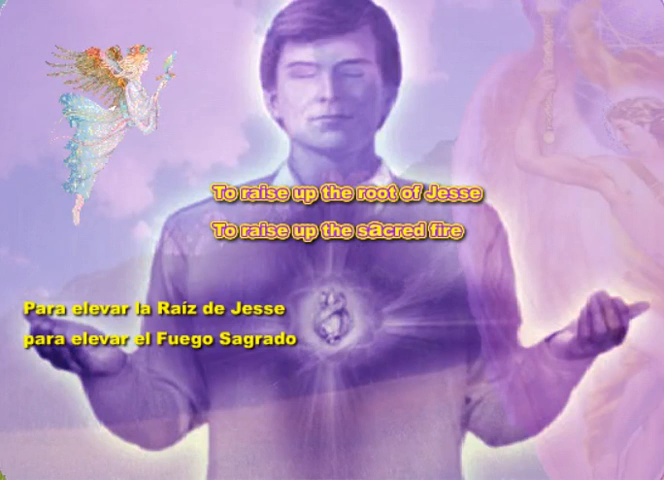 To raise up the root of Jesse
To raise up the sacred fire
Para elevar la Raíz de Jesse
para elevar el Fuego Sagrado